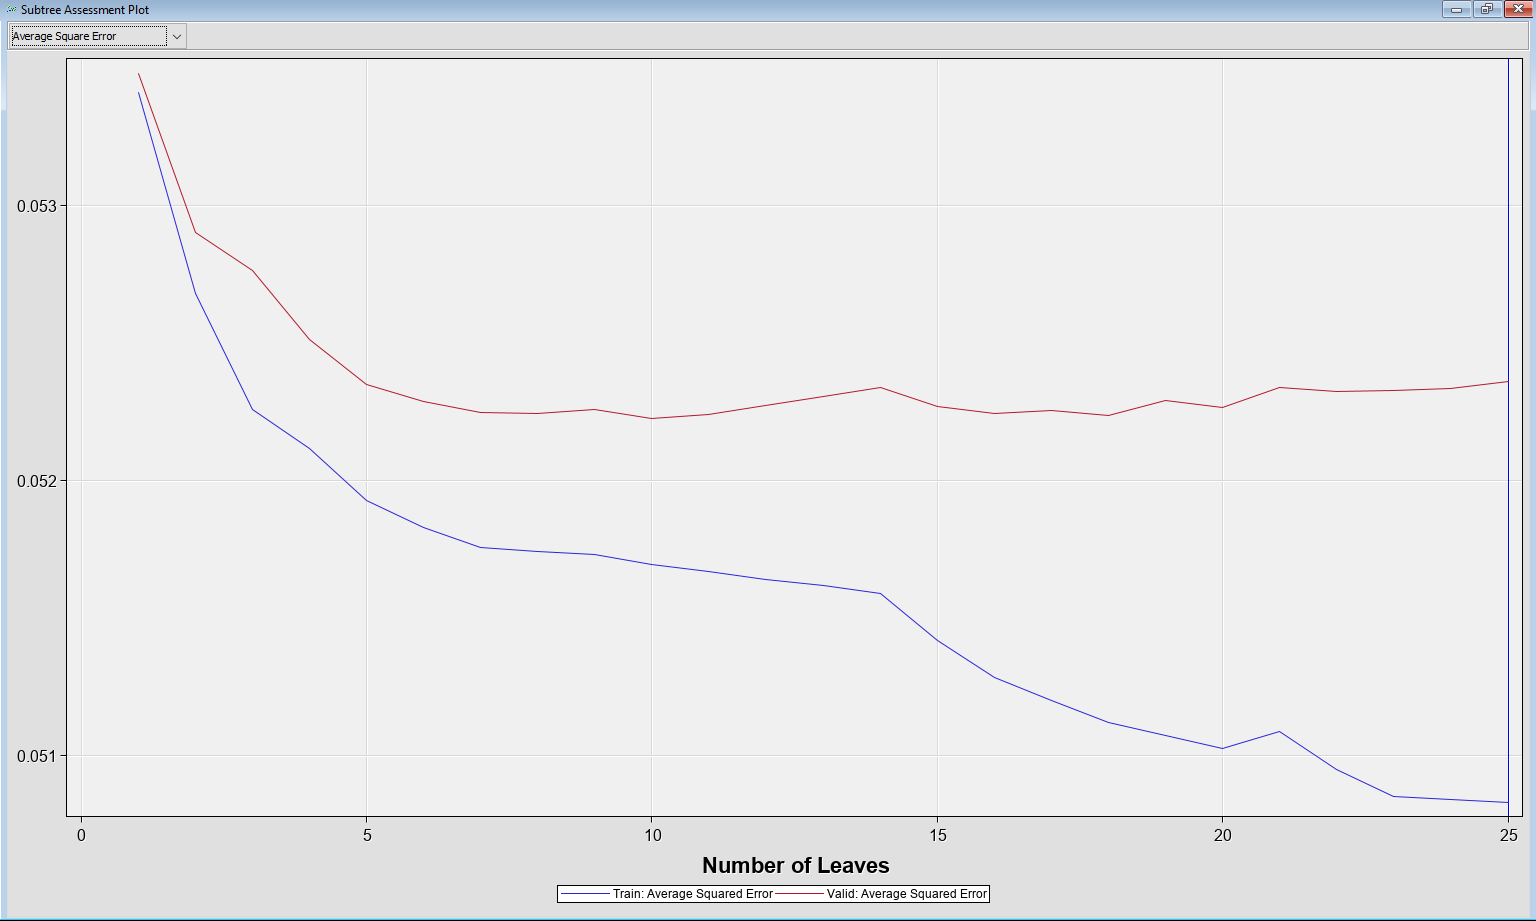 Subtree Assessment Plot
Average Square Error
0.053
0.052
0.051
0 5 10 15 20 25
Number of Leaves
Train: Average Squared Error Valid: Average Squared Error